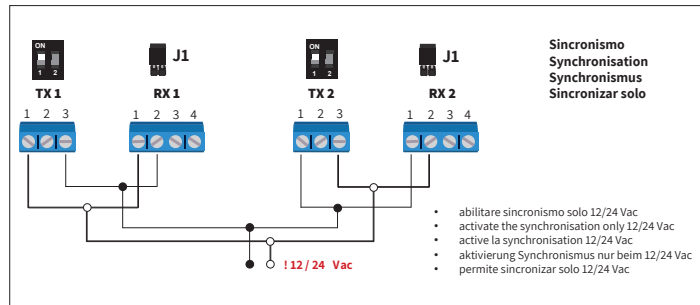 ON
1 2
J1
TX 1
RX 1
1 2 3
1 2 3 4
ON
1 2
J1
TX 2
RX 2
1 2 3
1 2 3 4
Sincronismo
Synchronisation
Synchronismus
Sincronizar solo
! 12 / 24 Vac
• abilitare sincronismo solo 12/24 Vac
• activate the synchronisation only 12/24 Vac
• active la synchronisation 12/24 Vac
• aktivierung Synchronismus nur beim 12/24 Vac
• permite sincronizar solo 12/24 Vac